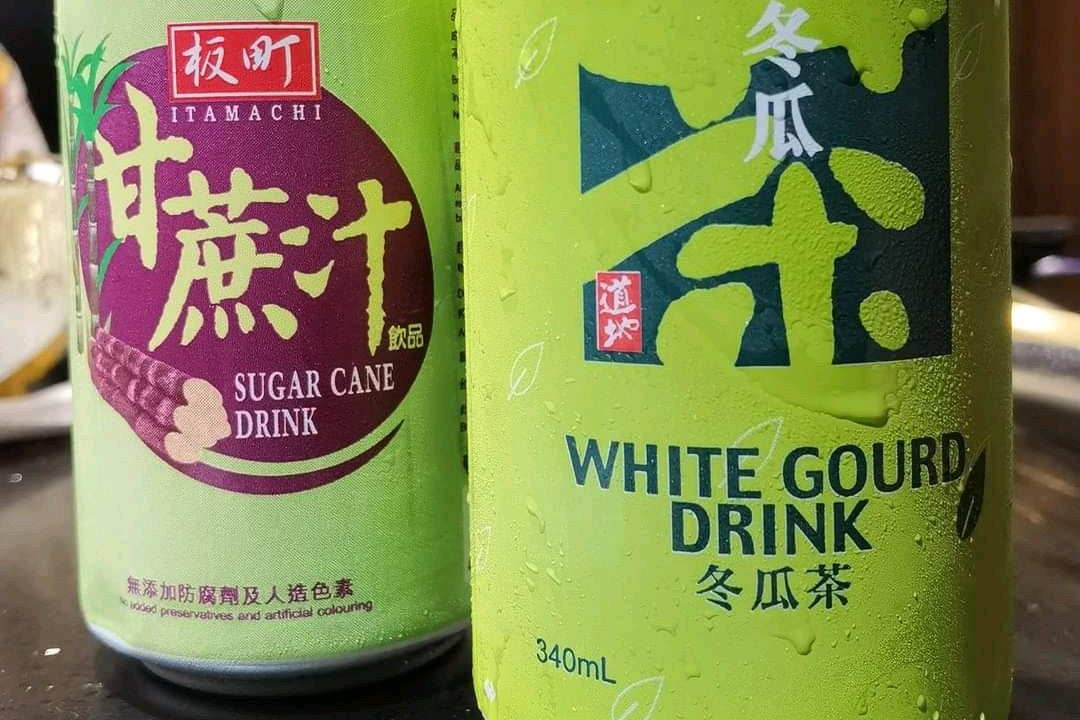 板町
ITAMACHI
甘蔗汁
飲品
SUGAR CANE
DRINK
無添加防腐劑及人造色素
No added preservatives and artificial colouring
冬瓜
茶
道地
WHITE GOURD
DRINK
冬瓜茶
340mL